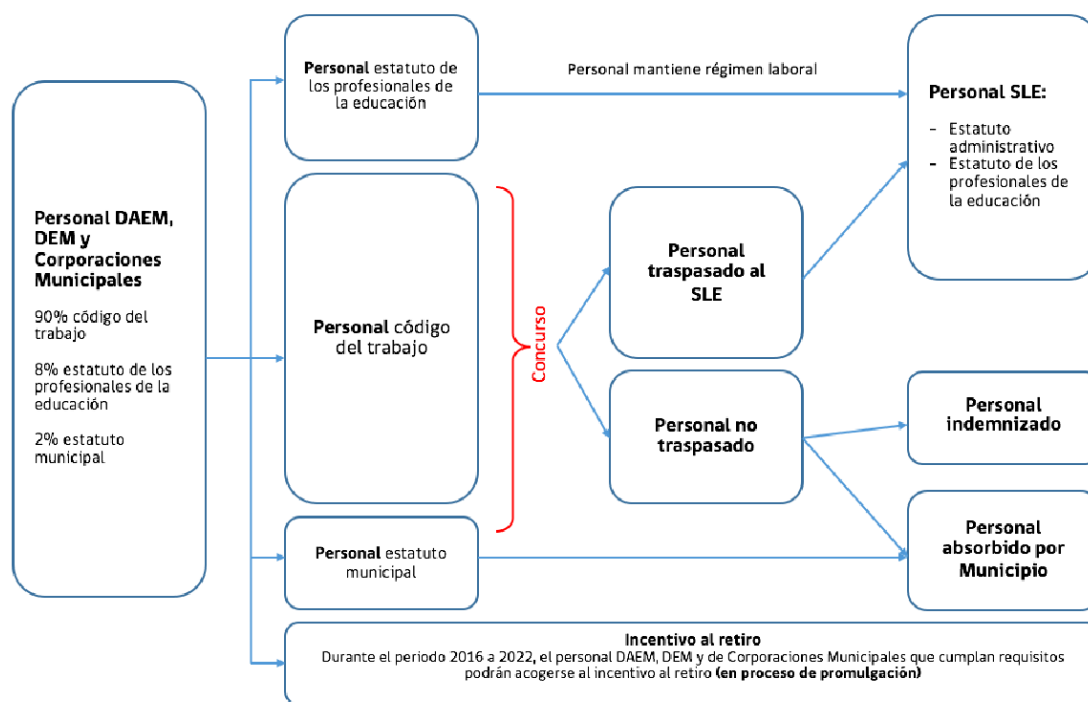 Personal DAEM,
DEM y
Corporaciones
Municipales
90% código del
trabajo
8% estatuto de los
profesionales de la
educación
2% estatuto
municipal
Personal estatuto de
los profesionales de
la educación
Personal mantiene régimen laboral
Personal SLE:
- Estatuto
administrativo
- Estatuto de los
profesionales de
la educación
Personal código
del trabajo
Concurso
Personal
traspasado al
SLE
Personal no
traspasado
Personal
indemnizado
Personal
absorbido por
Municipio
Personal estatuto
municipal
Incentivo al retiro
Durante el periodo 2016 a 2022, el personal DAEM, DEM y de Corporaciones Municipales que cumplan requisitos
podrán acogerse al incentivo al retiro (en proceso de promulgación)